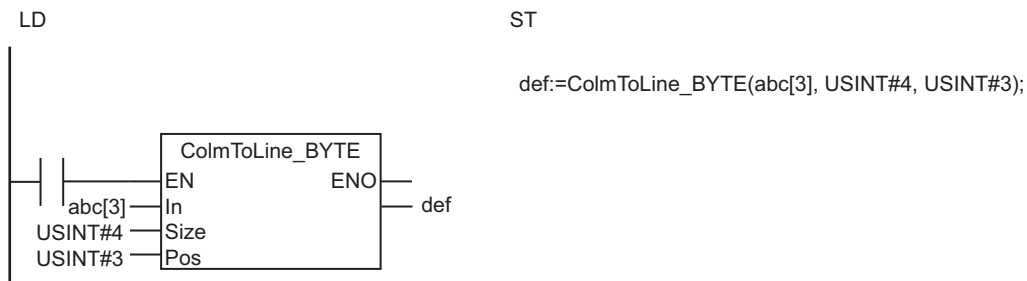 LD
ST
def:=ColmToLine_BYTE(abc[3], USINT#4, USINT#3);
ColmToLine_BYTE
EN ENO
abc[3] In def
USINT#4 Size
USINT#3 Pos